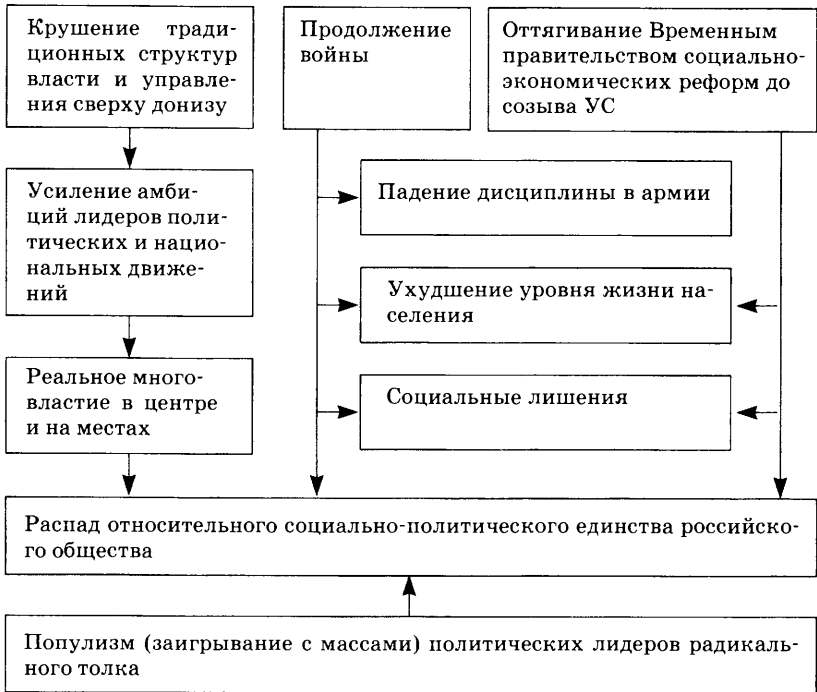 Крушение тради-
ционных структур
власти и управле-
ния сверху донизу
Продолжение
войны
Оттягивание Временным
правительством социально-
экономических реформ до
созыва УС
Усиление амби-
ций лидеров поли-
тических и нацио-
нальных движе-
ний
Падение дисциплины в армии
Ухудшение уровня жизни на-
селения
Реальное много-
властие в центре
и на местах
Социальные лишения
Распад относительного социально-политического единства российско-
го общества
Популизм (заигрывание с массами) политических лидеров радикаль-
ного толка